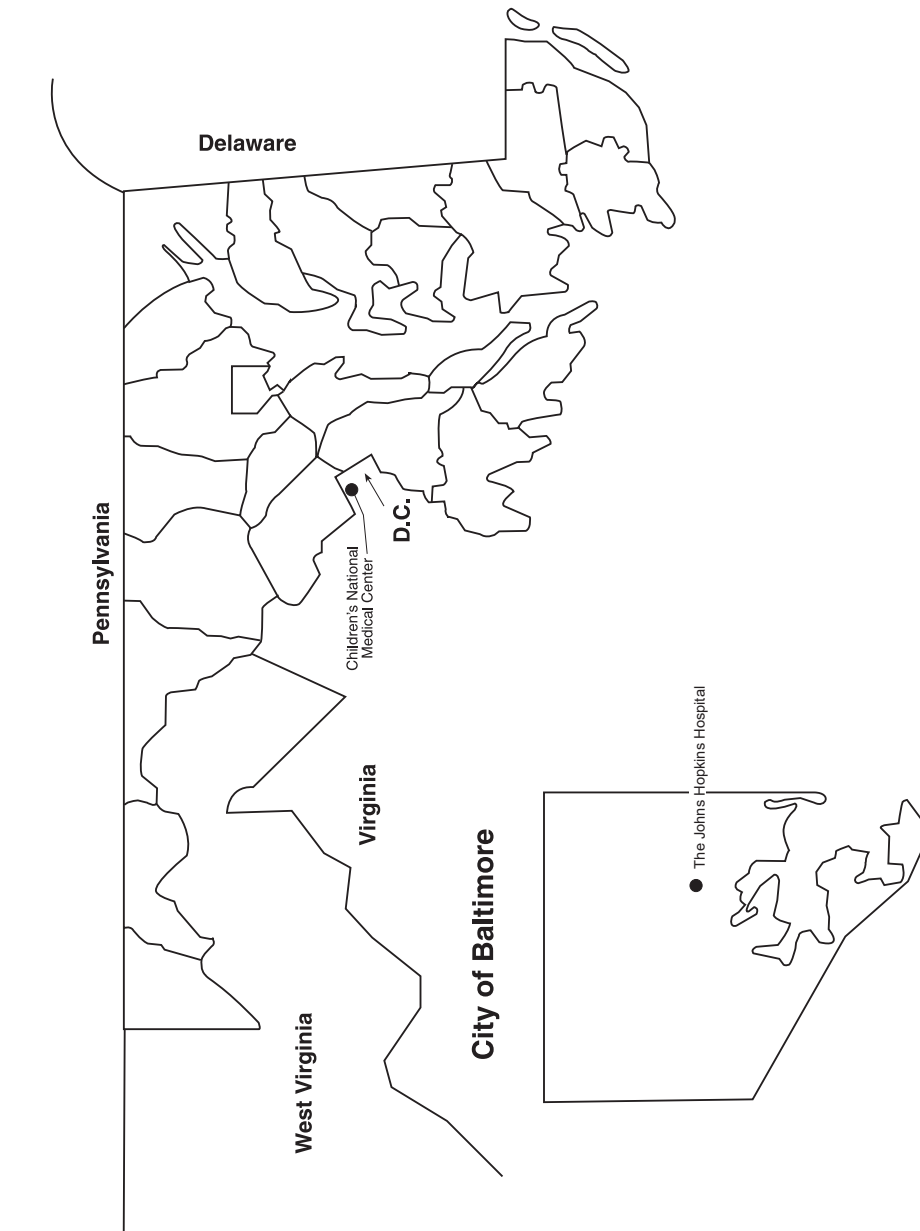 Pennsylvania
Delaware
Children's National
Medical Center
D.C.
Virginia
West Virginia
City of Baltimore
The Johns Hopkins Hospital